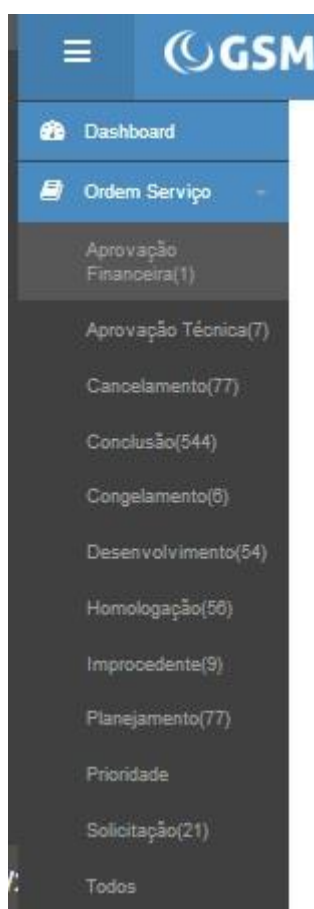 GSM
Dashboard
Ordem Serviço
Aprovação
Financeira(1)
Aprovação Técnica(7)
Cancelamento(77)
Conclusão(544)
Congelamento(6)
Desenvolvimento(54)
Homologação(56)
Improcedente(9)
Planejamento(77)
Prioridade
Solicitação(21)
Todos